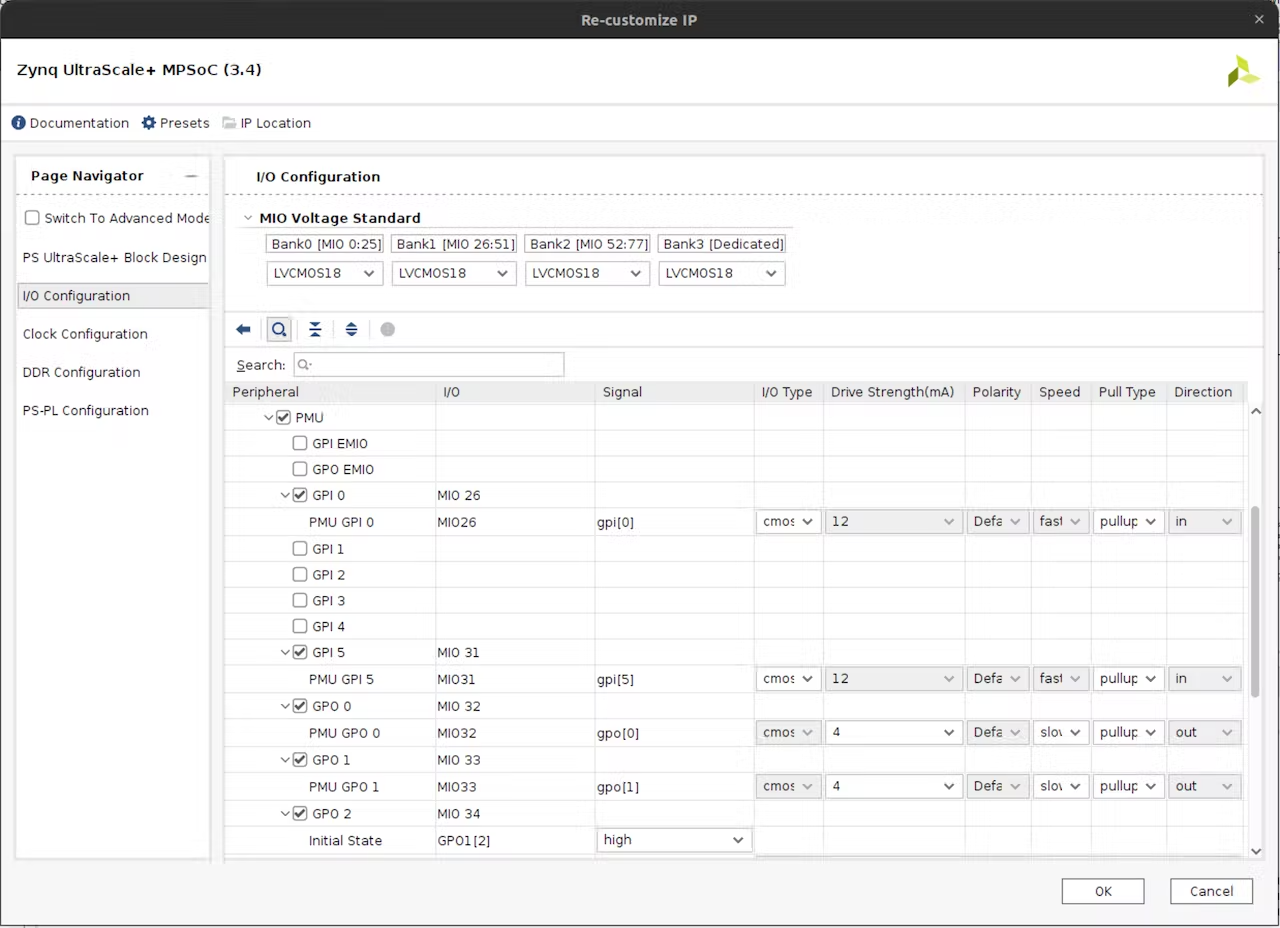 Re-customize IP
Zynq UltraScale+ MPSoC (3.4)
Documentation Presets IP Location
Page Navigator
Switch To Advanced Mode
PS UltraScale+ Block Design
I/O Configuration
Clock Configuration
DDR Configuration
PS-PL Configuration
I/O Configuration
MIO Voltage Standard
Bank0 [MIO 0:25] Bank1 [MIO 26:51] Bank2 [MIO 52:77] Bank3 [Dedicated]
LVCMOS18 LVCMOS18 LVCMOS18 LVCMOS18
Search:
Peripheral I/O Signal I/O Type Drive Strength(mA) Polarity Speed Pull Type Direction
PMU
GPI EMIO
GPO EMIO
GPI 0 MIO 26
PMU GPI 0 MIO26 gpi[0] cmos 12 Defa fast pullup in
GPI 1
GPI 2
GPI 3
GPI 4
GPI 5 MIO 31
PMU GPI 5 MIO31 gpi[5] cmos 12 Defa fast pullup in
GPO 0 MIO 32
PMU GPO 0 MIO32 gpo[0] cmos 4 Defa slow pullup out
GPO 1 MIO 33
PMU GPO 1 MIO33 gpo[1] cmos 4 Defa slow pullup out
GPO 2 MIO 34
Initial State GPO1[2] high
OK Cancel